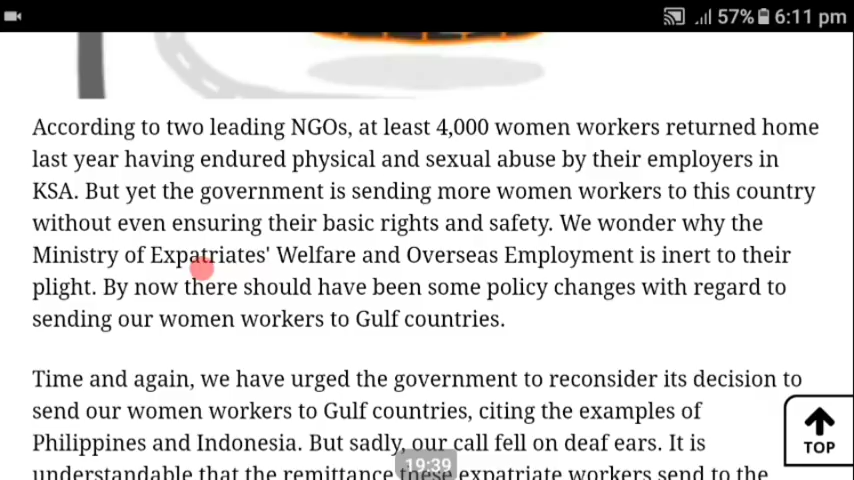 57% 6:11 pm
According to two leading NGOs, at least 4,000 women workers returned home
last year having endured physical and sexual abuse by their employers in
KSA. But yet the government is sending more women workers to this country
without even ensuring their basic rights and safety. We wonder why the
Ministry of Expatriates' Welfare and Overseas Employment is inert to their
plight. By now there should have been some policy changes with regard to
sending our women workers to Gulf countries.
Time and again, we have urged the government to reconsider its decision to
send our women workers to Gulf countries, citing the examples of
Philippines and Indonesia. But sadly, our call fell on deaf ears. It is
understandable that the remittance these expatriate workers send to the
TOP
19:39